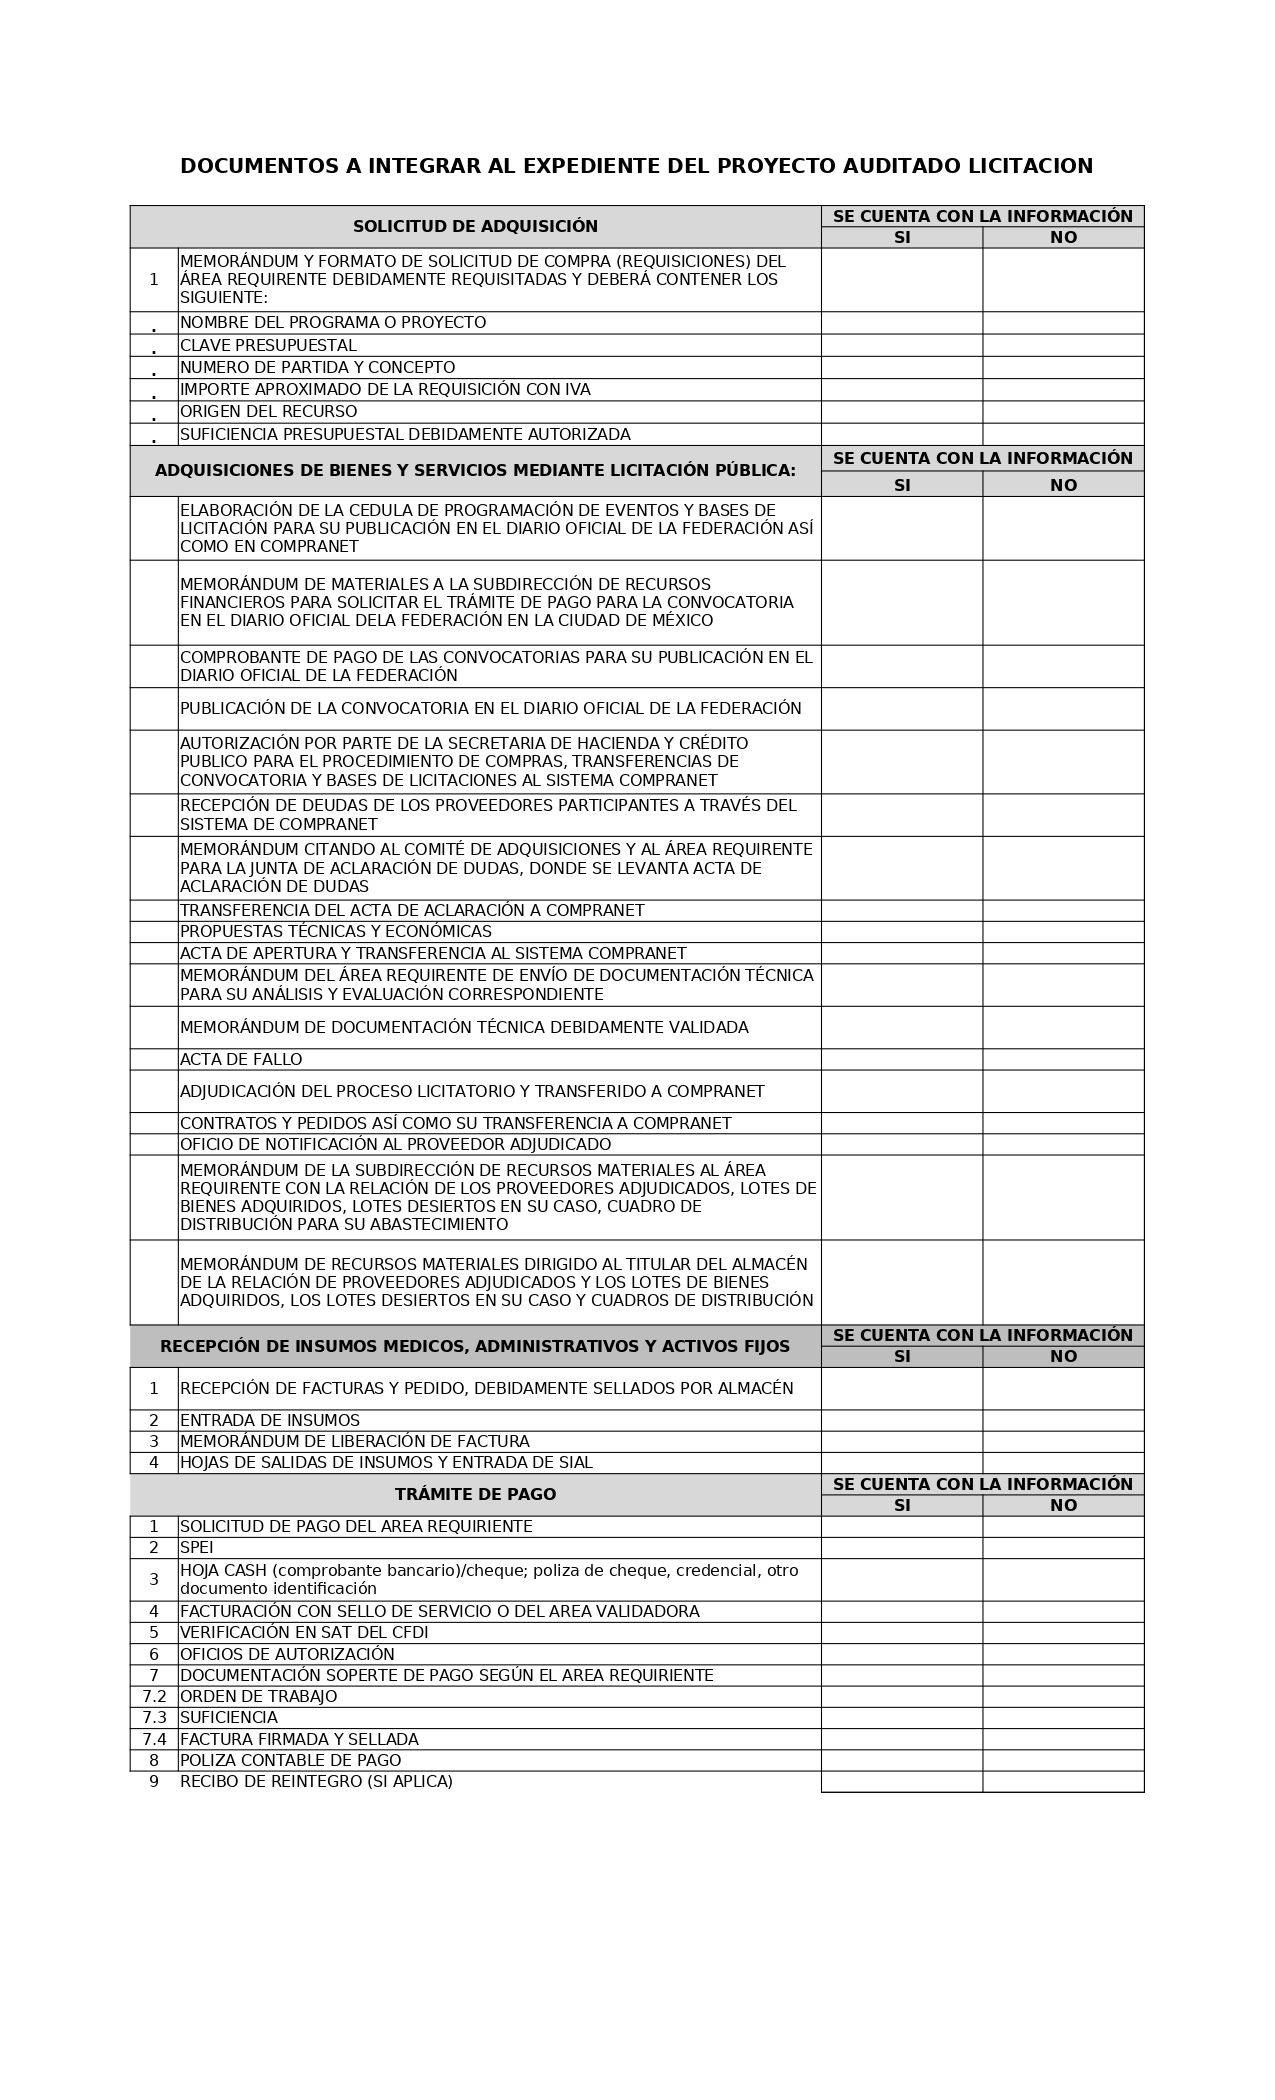 DOCUMENTOS A INTEGRAR AL EXPEDIENTE DEL PROYECTO AUDITADO LICITACION
SOLICITUD DE ADQUISICIÓN
SE CUENTA CON LA INFORMACIÓN
SI NO
1 MEMORÁNDUM Y FORMATO DE SOLICITUD DE COMPRA (REQUISICIONES) DEL
ÁREA REQUIRENTE DEBIDAMENTE REQUISITADAS Y DEBERÁ CONTENER LOS
SIGUIENTE:
. NOMBRE DEL PROGRAMA O PROYECTO
. CLAVE PRESUPUESTAL
. NUMERO DE PARTIDA Y CONCEPTO
. IMPORTE APROXIMADO DE LA REQUISICIÓN CON IVA
. ORIGEN DEL RECURSO
. SUFICIENCIA PRESUPUESTAL DEBIDAMENTE AUTORIZADA
ADQUISICIONES DE BIENES Y SERVICIOS MEDIANTE LICITACIÓN PÚBLICA:
SE CUENTA CON LA INFORMACIÓN
SI NO
ELABORACIÓN DE LA CEDULA DE PROGRAMACIÓN DE EVENTOS Y BASES DE
LICITACIÓN PARA SU PUBLICACIÓN EN EL DIARIO OFICIAL DE LA FEDERACIÓN ASÍ
COMO EN COMPRANET
MEMORÁNDUM DE MATERIALES A LA SUBDIRECCIÓN DE RECURSOS
FINANCIEROS PARA SOLICITAR EL TRÁMITE DE PAGO PARA LA CONVOCATORIA
EN EL DIARIO OFICIAL DELA FEDERACIÓN EN LA CIUDAD DE MÉXICO
COMPROBANTE DE PAGO DE LAS CONVOCATORIAS PARA SU PUBLICACIÓN EN EL
DIARIO OFICIAL DE LA FEDERACIÓN
PUBLICACIÓN DE LA CONVOCATORIA EN EL DIARIO OFICIAL DE LA FEDERACIÓN
AUTORIZACIÓN POR PARTE DE LA SECRETARIA DE HACIENDA Y CRÉDITO
PUBLICO PARA EL PROCEDIMIENTO DE COMPRAS, TRANSFERENCIAS DE
CONVOCATORIA Y BASES DE LICITACIONES AL SISTEMA COMPRANET
RECEPCIÓN DE DEUDAS DE LOS PROVEEDORES PARTICIPANTES A TRAVÉS DEL
SISTEMA DE COMPRANET
MEMORÁNDUM CITANDO AL COMITÉ DE ADQUISICIONES Y AL ÁREA REQUIRENTE
PARA LA JUNTA DE ACLARACIÓN DE DUDAS, DONDE SE LEVANTA ACTA DE
ACLARACIÓN DE DUDAS
TRANSFERENCIA DEL ACTA DE ACLARACIÓN A COMPRANET
PROPUESTAS TÉCNICAS Y ECONÓMICAS
ACTA DE APERTURA Y TRANSFERENCIA AL SISTEMA COMPRANET
MEMORÁNDUM DEL ÁREA REQUIRENTE DE ENVÍO DE DOCUMENTACIÓN TÉCNICA
PARA SU ANÁLISIS Y EVALUACIÓN CORRESPONDIENTE
MEMORÁNDUM DE DOCUMENTACIÓN TÉCNICA DEBIDAMENTE VALIDADA
ACTA DE FALLO
ADJUDICACIÓN DEL PROCESO LICITATORIO Y TRANSFERIDO A COMPRANET
CONTRATOS Y PEDIDOS ASÍ COMO SU TRANSFERENCIA A COMPRANET
OFICIO DE NOTIFICACIÓN AL PROVEEDOR ADJUDICADO
MEMORÁNDUM DE LA SUBDIRECCIÓN DE RECURSOS MATERIALES AL ÁREA
REQUIRENTE CON LA RELACIÓN DE LOS PROVEEDORES ADJUDICADOS, LOTES DE
BIENES ADQUIRIDOS, LOTES DESIERTOS EN SU CASO, CUADRO DE
DISTRIBUCIÓN PARA SU ABASTECIMIENTO
MEMORÁNDUM DE RECURSOS MATERIALES DIRIGIDO AL TITULAR DEL ALMACÉN
DE LA RELACIÓN DE PROVEEDORES ADJUDICADOS Y LOS LOTES DE BIENES
ADQUIRIDOS, LOS LOTES DESIERTOS EN SU CASO Y CUADROS DE DISTRIBUCIÓN
RECEPCIÓN DE INSUMOS MEDICOS, ADMINISTRATIVOS Y ACTIVOS FIJOS
SE CUENTA CON LA INFORMACIÓN
SI NO
1 RECEPCIÓN DE FACTURAS Y PEDIDO, DEBIDAMENTE SELLADOS POR ALMACÉN
2 ENTRADA DE INSUMOS
3 MEMORÁNDUM DE LIBERACIÓN DE FACTURA
4 HOJAS DE SALIDAS DE INSUMOS Y ENTRADA DE SIAL
TRÁMITE DE PAGO
SE CUENTA CON LA INFORMACIÓN
SI NO
1 SOLICITUD DE PAGO DEL AREA REQUIRIENTE
2 SPEI
3 HOJA CASH (comprobante bancario)/cheque; poliza de cheque, credencial, otro
documento identificación
4 FACTURACIÓN CON SELLO DE SERVICIO O DEL AREA VALIDADORA
5 VERIFICACIÓN EN SAT DEL CFDI
6 OFICIOS DE AUTORIZACIÓN
7 DOCUMENTACIÓN SOPERTE DE PAGO SEGÚN EL AREA REQUIRIENTE
7.2 ORDEN DE TRABAJO
7.3 SUFICIENCIA
7.4 FACTURA FIRMADA Y SELLADA
8 POLIZA CONTABLE DE PAGO
9 RECIBO DE REINTEGRO (SI APLICA)